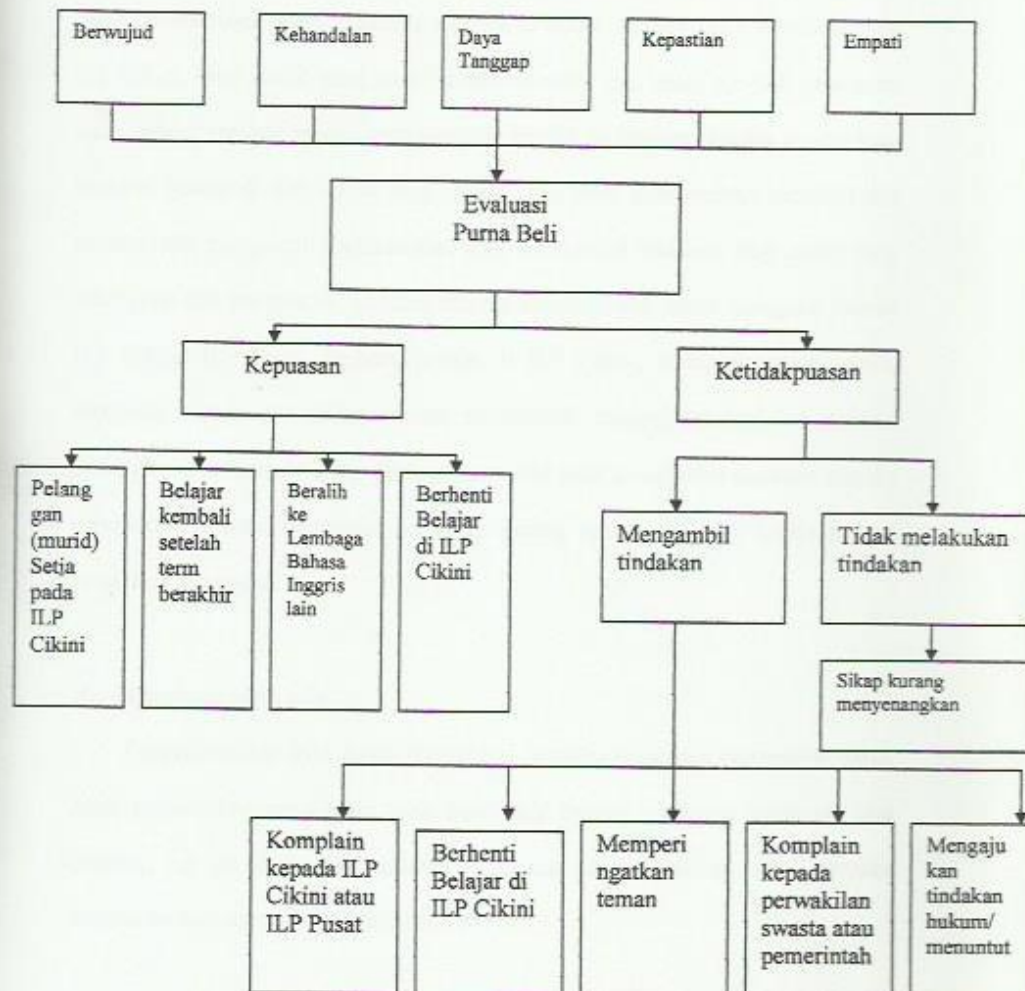 Berwujud
Kehandalan
Daya
Tanggap
Kepastian
Empati
Evaluasi
Purna Beli
Kepuasan
Ketidakpuasan
Pelang
gan
(murid)
Setja
pada
ILP
Cikini
Belajar
kembali
setelah
term
berakhir
Beralih
ke
Lembaga
Bahasa
Inggris
lain
Berhenti
Belajar
di ILP
Cikini
Mengambil
tindakan
Tidak melakukan
tindakan
Sikap kurang
menyenangkan
Komplain
kepada ILP
Cikini atau
ILP Pusat
Berhenti
Belajar di
ILP Cikini
Memperi
ngatkan
teman
Komplain
kepada
perwakilan
swasta atau
pemerintah
Mengaju
kan
tindakan
hukum/
menuntut